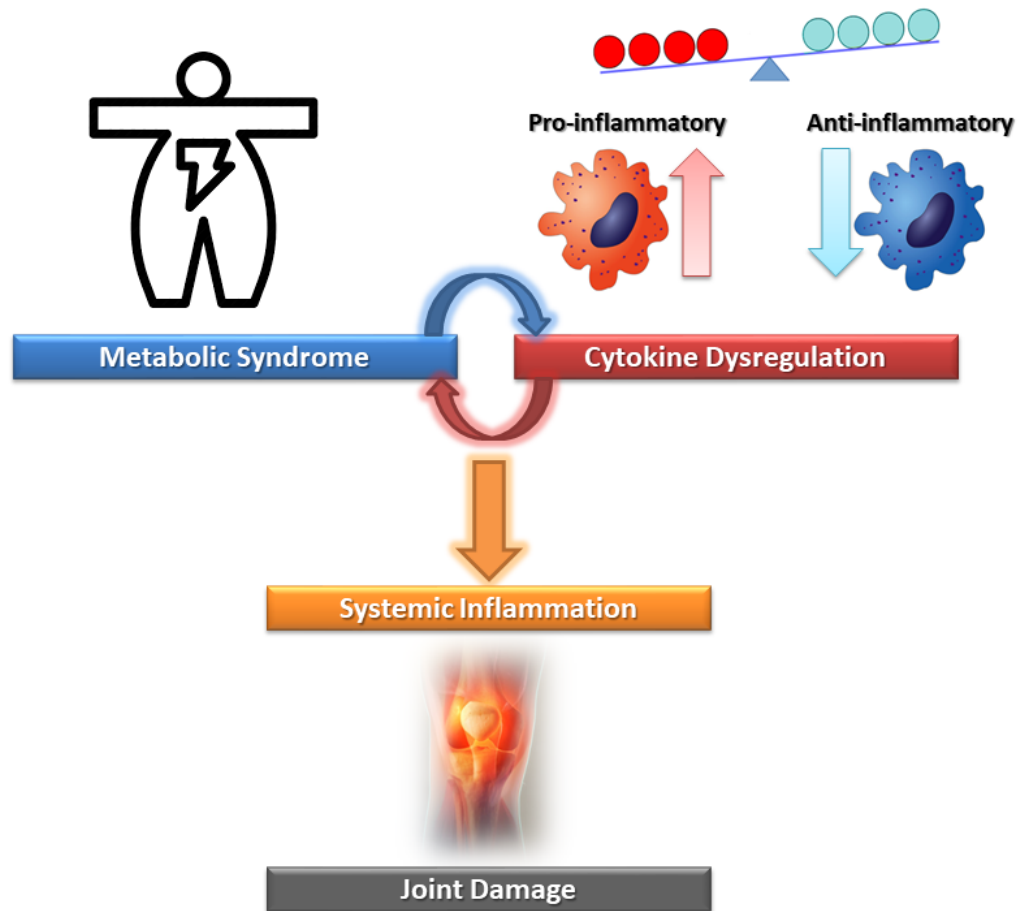 Pro-inflammatory
Anti-inflammatory
Metabolic Syndrome
Cytokine Dysregulation
Systemic Inflammation
Joint Damage